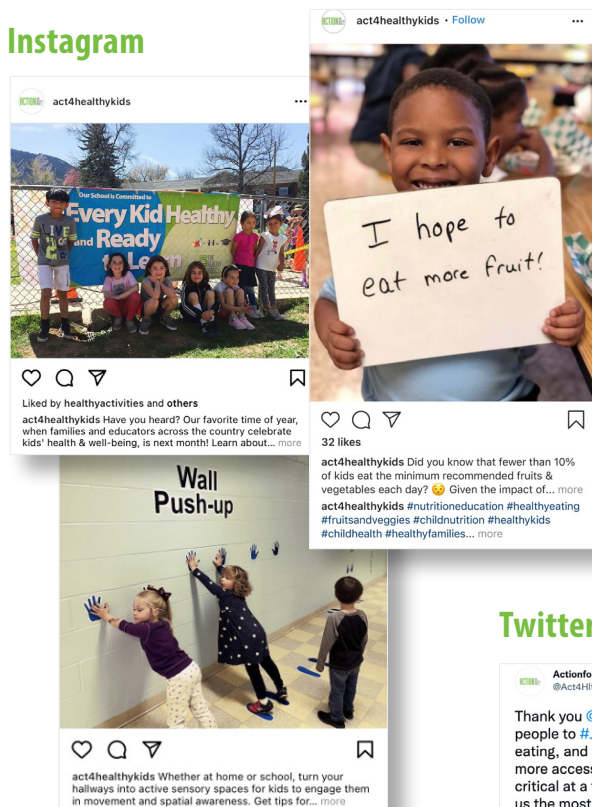 Instagram
act4healthykids
Our School is Committed to
Every Kid Healthy
and Ready
to Learn
Liked by healthyactivities and others
act4healthykids Have you heard? Our favorite time of year,
when families and educators across the country celebrate
kids' health & well-being, is next month! Learn about... more
act4healthykids • Follow
I hope to
eat more fruit!
32 likes
act4healthykids Did you know that fewer than 10%
of kids eat the minimum recommended fruits &
vegetables each day? 😥 Given the impact of... more
act4healthykids #nutritioneducation #healthyeating
#fruitsandveggies #childnutrition #healthykids
#childhealth #healthyfamilies... more
Wall
Push-up
act4healthykids Whether at home or school, turn your
hallways into active sensory spaces for kids to engage them
in movement and spatial awareness. Get tips for... more
Twitter
Actionfo
@Act4Hlt
Thank you @
people to #
eating, and
more access
critical at a
us the most